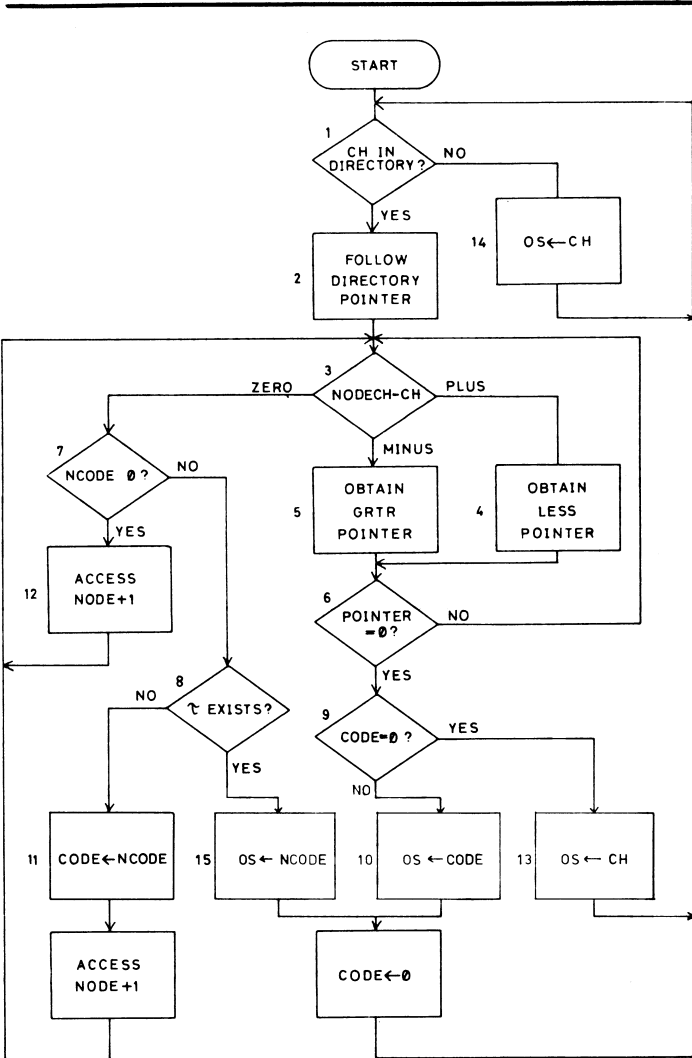 START
1
CH IN
DIRECTORY?
NO
YES
14
OS←CH
2
FOLLOW
DIRECTORY
POINTER
3
ZERO
NODECH-CH
PLUS
MINUS
7
NCODE 0?
NO
YES
5
OBTAIN
GRTR
POINTER
4
OBTAIN
LESS
POINTER
12
ACCESS
NODE+1
6
POINTER
=0?
NO
YES
8
τ EXISTS?
NO
YES
9
CODE=0?
YES
NO
11
CODE←NCODE
15
OS←NCODE
10
OS←CODE
13
OS←CH
ACCESS
NODE+1
CODE←0